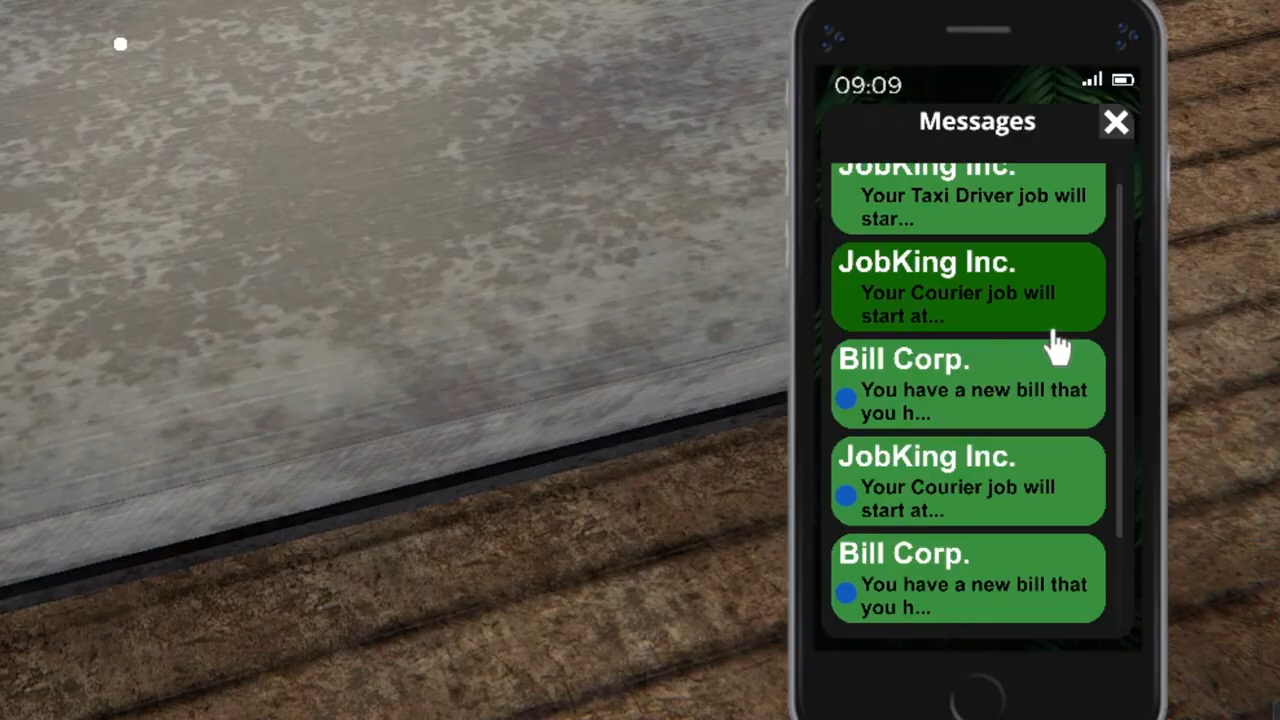 09:09
Messages
JobKing Inc.
Your Taxi Driver job will
star...
JobKing Inc.
Your Courier job will
start at...
Bill Corp.
You have a new bill that
you h...
JobKing Inc.
Your Courier job will
start at...
Bill Corp.
You have a new bill that
you h...